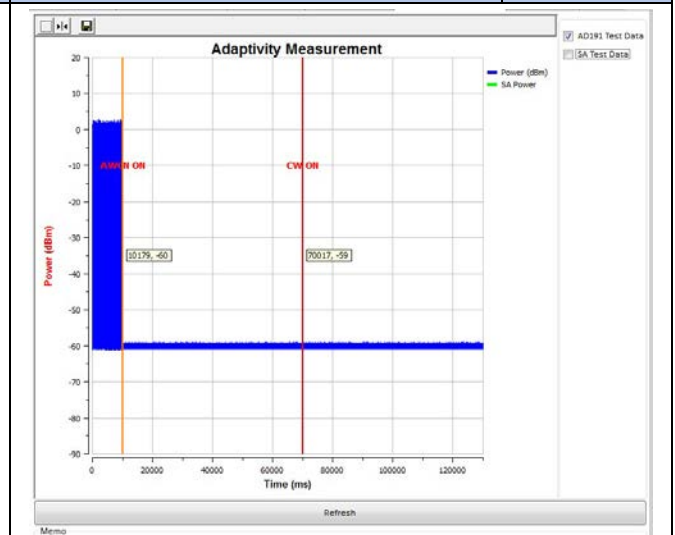 Adaptivity Measurement
AD191 Test Data
SA Test Data
Power (dBm)
SA Power
20
10
0
-10
-20
-30
-40
-50
-60
-70
-80
-90
Power (dBm)
AWGN ON
CW ON
10179, -60
70017, -59
0
20000
40000
60000
80000
100000
120000
Time (ms)
Refresh
Memo